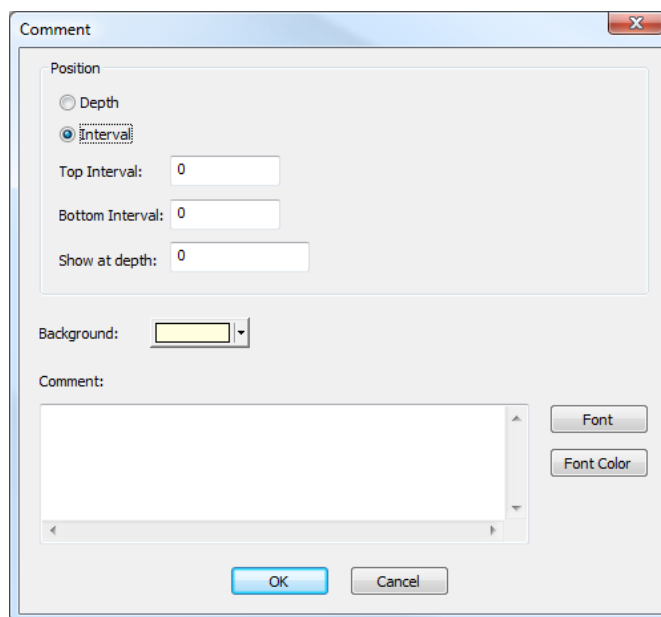 Comment
Position
Depth
Interval
Top Interval: 0
Bottom Interval: 0
Show at depth: 0
Background:
Comment:
Font
Font Color
OK Cancel